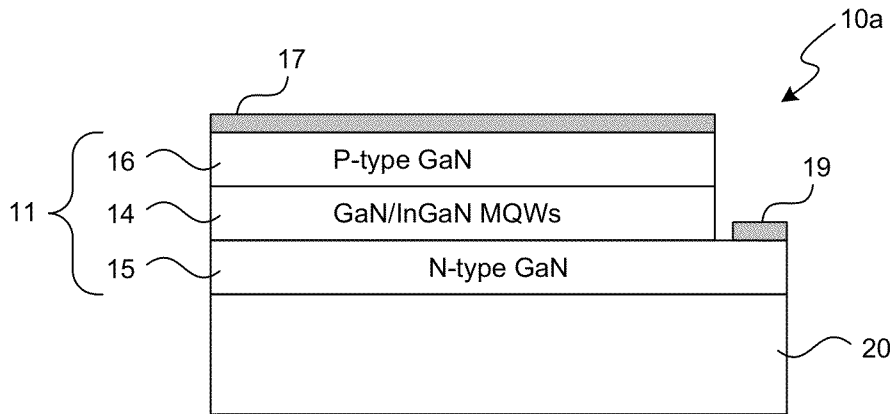 10a
17
16 P-type GaN
19
11 14 GaN/InGaN MQWs
15 N-type GaN
20